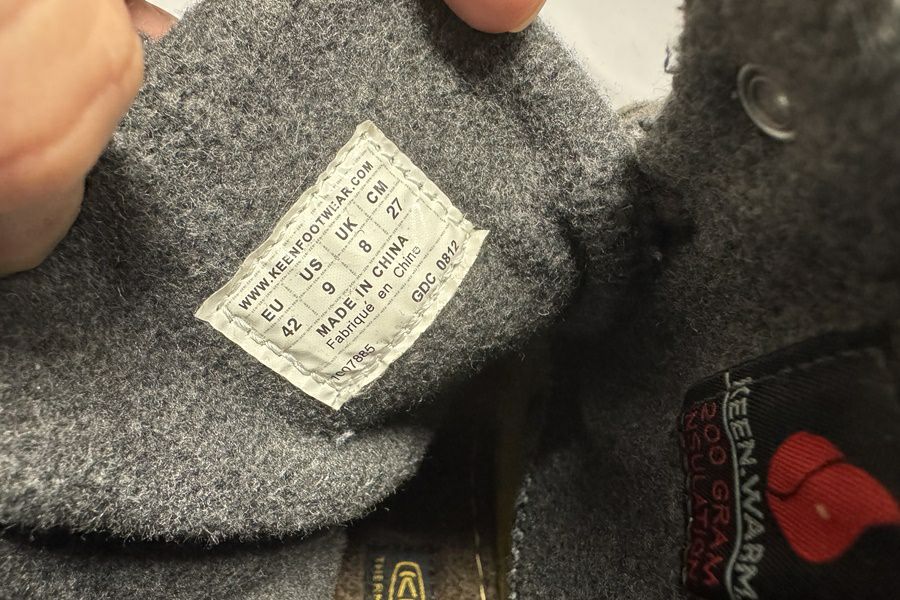 WWW.KEENFOOTWEAR.COM
EU US UK CM
42 9 8 27
MADE IN CHINA
Fabriqué en Chine
GDC 0812
KEEN.WARM
200 GRAM
INSULATION